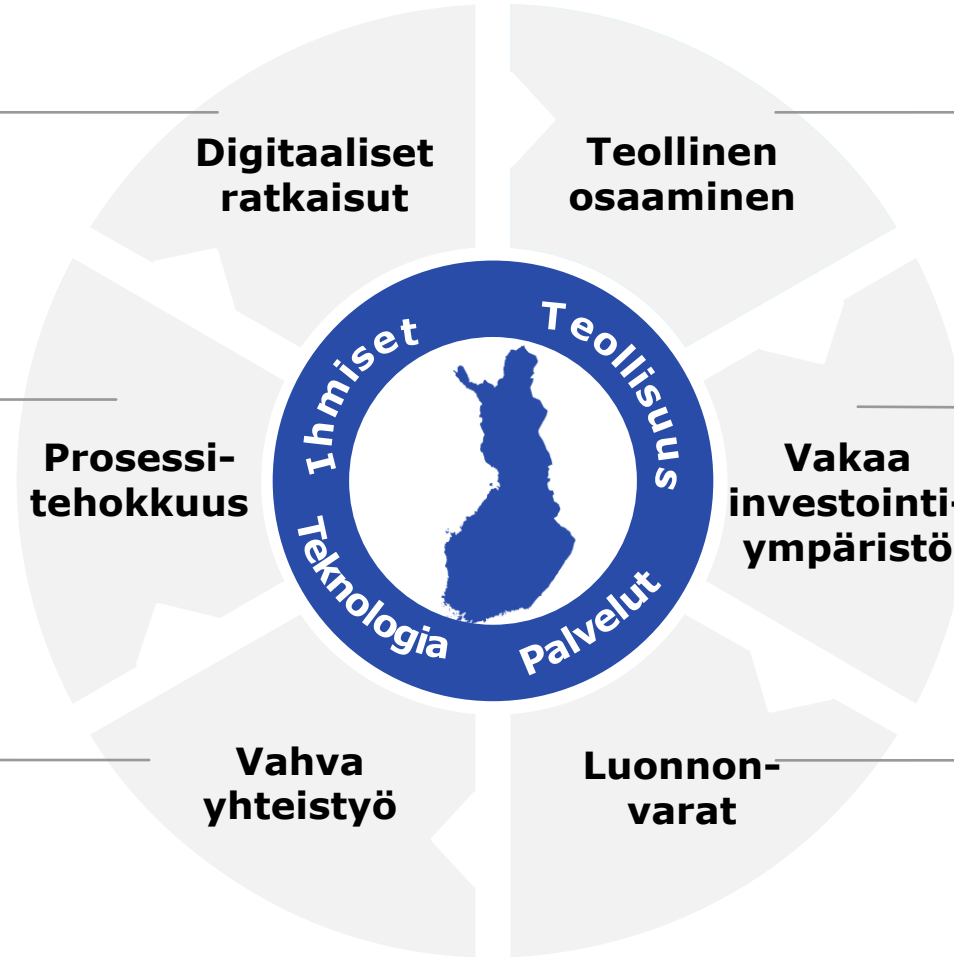 Digitaaliset
ratkaisut
Teollinen
osaaminen
Ihmiset
Teollisuus
Prosessi-
tehokkuus
Vakaa
investointi-
ympäristö
Teknologia
Palvelut
Vahva
yhteistyö
Luonnon-
varat